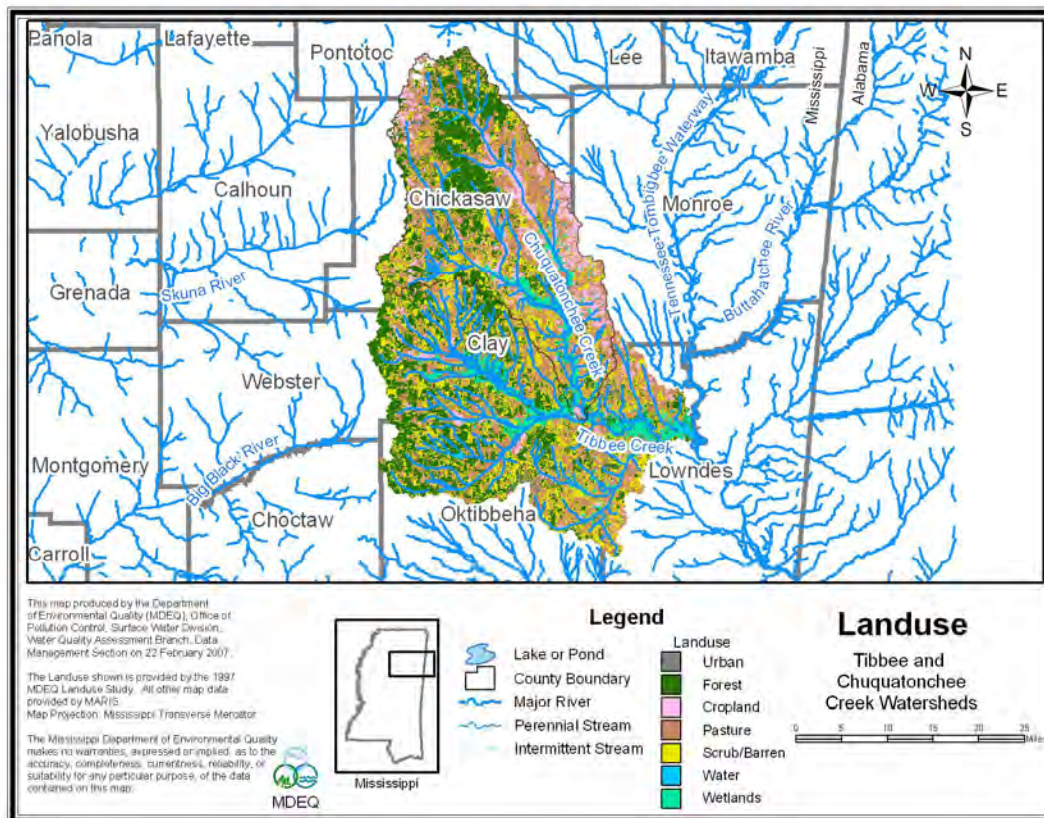 Panola
Lafayette
Pontotoc
Lee
Itawamba
Mississippi
Alabama
N
W
E
S
Yalobusha
Calhoun
Chickasaw
Monroe
Tennessee-Tombigbee Waterway
Buttahatchee River
Chuquatonchee Creek
Grenada
Skuna River
Clay
Webster
Tibbee Creek
Montgomery
Big Black River
Lowndes
Choctaw
Oktibbeha
Carroll
This map produced by the Department
of Environmental Quality (MDEQ), Office of
Pollution Control, Surface Water Division,
Water Quality Assessment Branch, Data
Management Section on 22 February 2007.
The Landuse shown is provided by the 1997
MDEQ Landuse Study. All other map data
provided by MARIS.
Map Projection: Mississippi Transverse Mercator
The Mississippi Department of Environmental Quality
makes no warranties, expressed or implied, as to the
accuracy, completeness, currentness, reliability, or
suitability for any particular purpose, of the data
contained on this map.
MDEQ
Mississippi
Legend
Lake or Pond
County Boundary
Major River
Perennial Stream
Intermittent Stream
Landuse
Urban
Forest
Cropland
Pasture
Scrub/Barren
Water
Wetlands
Landuse
Tibbee and
Chuquatonchee
Creek Watersheds
0 5 10 15 20 25
Miles